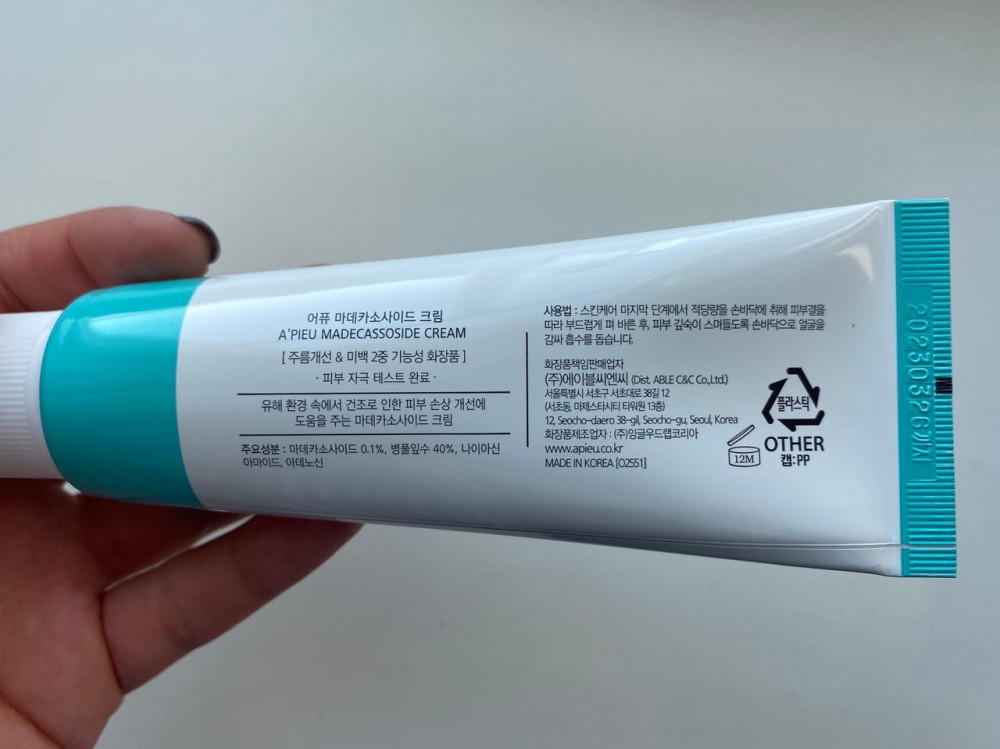 어퓨 마데카소사이드 크림
A'PIEU MADECASSOSIDE CREAM
[ 주름개선 & 미백 2중 기능성 화장품 ]
· 피부 자극 테스트 완료 ·
유해 환경 속에서 건조로 인한 피부 손상 개선에
도움을 주는 마데카소사이드 크림
주요성분 : 마데카소사이드 0.1%, 병풀잎수 40%, 나이아신
아마이드, 아데노신
사용법 : 스킨케어 마지막 단계에서 적당량을 손바닥에 취해 피부결을
따라 부드럽게 펴 바른 후, 피부 깊숙이 스며들도록 손바닥으로 얼굴을
감싸 흡수를 돕습니다.
화장품책임판매업자
(주)에이블씨엔씨 (Dist. ABLE C&C Co.,Ltd.)
서울특별시 서초구 서초대로 38길 12
(서초동, 마제스타시티 타워원 13층)
12, Seocho-daero 38-gil, Seocho-gu, Seoul, Korea
화장품제조업자 : (주)잉글우드랩코리아
www.apieu.co.kr
MADE IN KOREA [O2551]
12M
플라스틱
OTHER
캡:PP
20230326